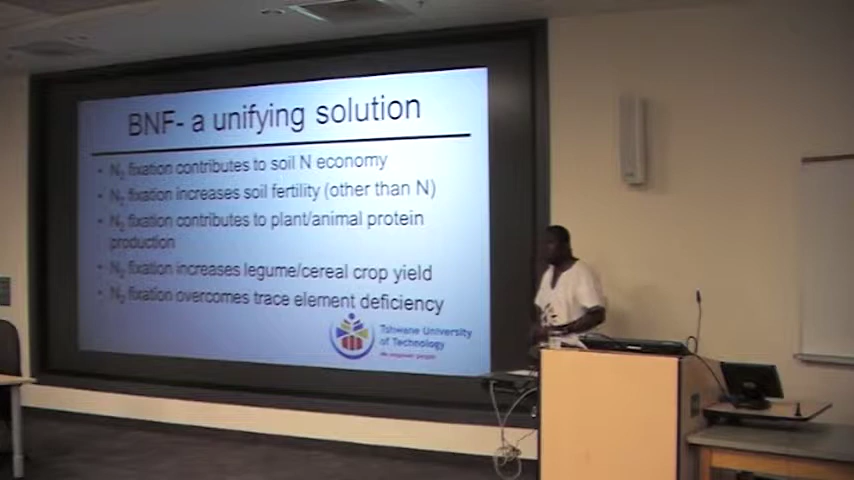 BNF- a unifying solution
• N2 fixation contributes to soil N economy
• N2 fixation increases soil fertility (other than N)
• N2 fixation contributes to plant/animal protein
production
• N2 fixation increases legume/cereal crop yield
• N2 fixation overcomes trace element deficiency
Tshwane University
of Technology
We empower people